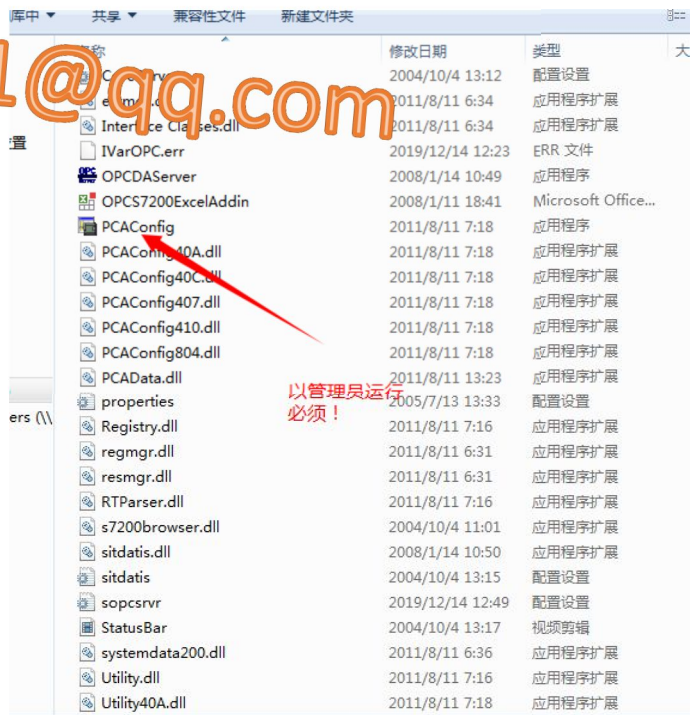 库中 共享 兼容性文件 新建文件夹
名称 修改日期 类型 大
2004/10/4 13:12 配置设置
2011/8/11 6:34 应用程序扩展
Interface Classes.dll 2011/8/11 6:34 应用程序扩展
@qq.com
置
IVarOPC.err 2019/12/14 12:23 ERR 文件
OPCDAServer 2008/1/14 10:49 应用程序
OPCS7200ExcelAddin 2008/1/11 18:41 Microsoft Office...
PCAConfig 2011/8/11 7:18 应用程序
PCAConfig40A.dll 2011/8/11 7:18 应用程序扩展
PCAConfig40C.dll 2011/8/11 7:18 应用程序扩展
PCAConfig407.dll 2011/8/11 7:18 应用程序扩展
PCAConfig410.dll 2011/8/11 7:18 应用程序扩展
PCAConfig804.dll 2011/8/11 7:18 应用程序扩展
PCAData.dll 2011/8/11 13:23 应用程序扩展
以管理员运行
必须！
properties 2005/7/13 13:33 配置设置
ers (\\
Registry.dll 2011/8/11 7:16 应用程序扩展
regmgr.dll 2011/8/11 6:31 应用程序扩展
resmgr.dll 2011/8/11 6:31 应用程序扩展
RTParser.dll 2011/8/11 7:16 应用程序扩展
s7200browser.dll 2004/10/4 11:01 应用程序扩展
sitdatis.dll 2008/1/14 10:50 应用程序扩展
sitdatis 2004/10/4 13:15 配置设置
sopcsrvr 2019/12/14 12:49 配置设置
StatusBar 2004/10/4 13:17 视频剪辑
systemdata200.dll 2011/8/11 6:36 应用程序扩展
Utility.dll 2011/8/11 7:16 应用程序扩展
Utility40A.dll 2011/8/11 7:18 应用程序扩展